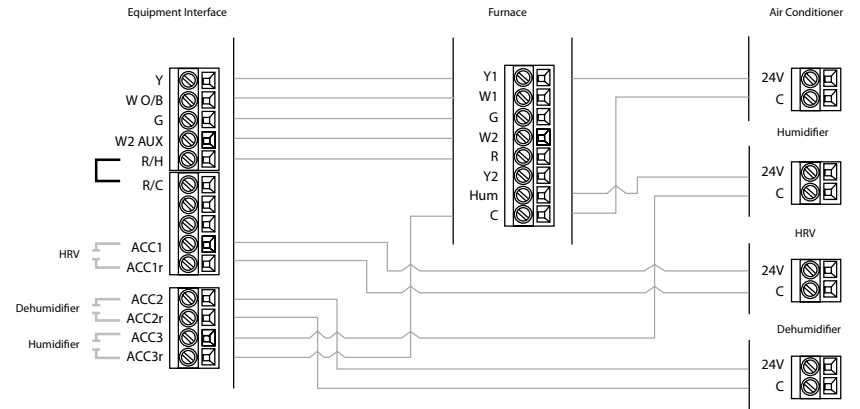 Equipment Interface
Furnace
Air Conditioner
Y
W O/B
G
W2 AUX
R/H
R/C
ACC1
ACC1r
HRV
ACC2
ACC2r
Dehumidifier
ACC3
ACC3r
Humidifier
Y1
W1
G
W2
R
Y2
Hum
C
24V
C
Humidifier
24V
C
HRV
24V
C
Dehumidifier
24V
C